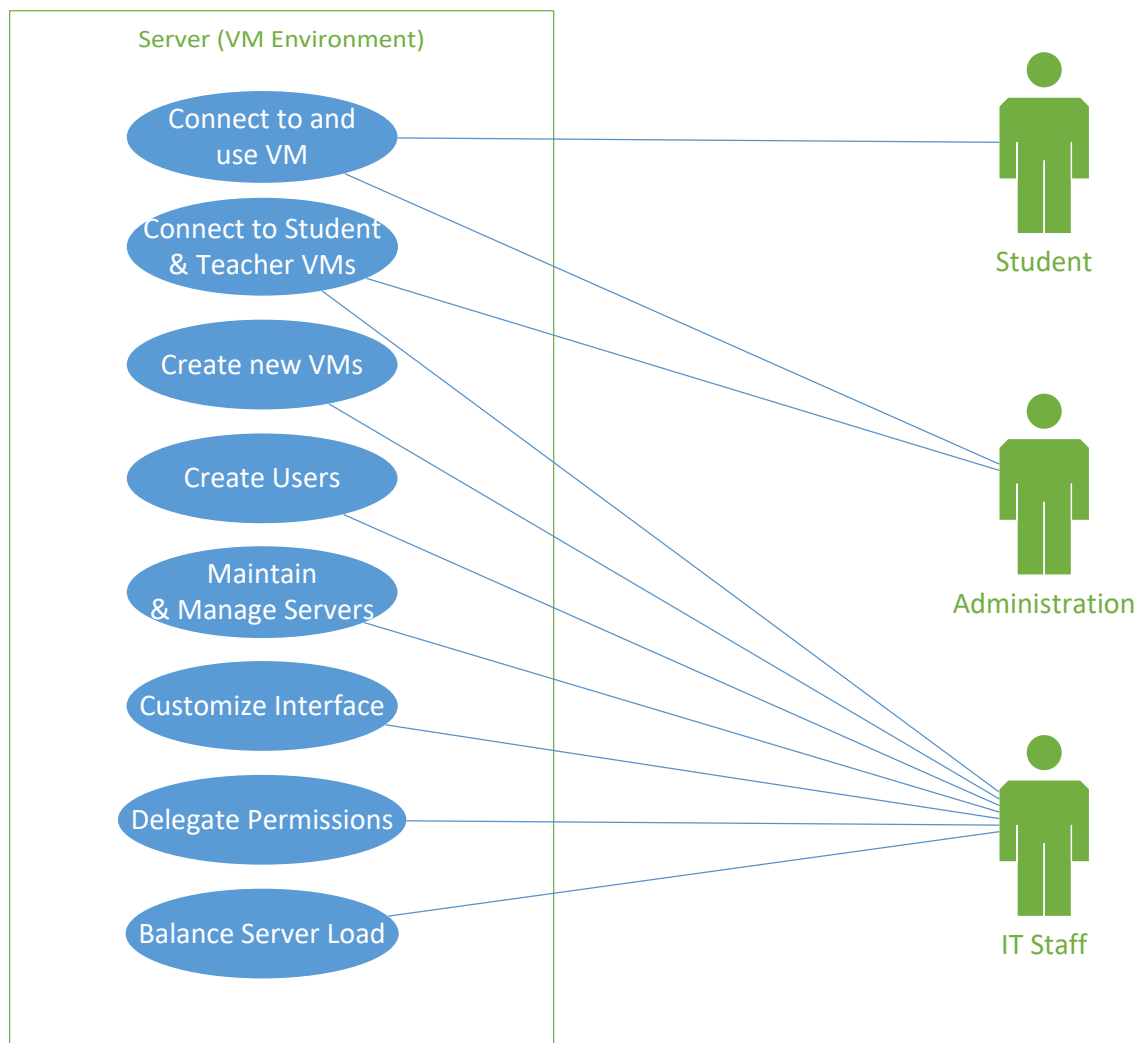 Server (VM Environment)
Connect to and
use VM
Connect to Student
& Teacher VMs
Create new VMs
Create Users
Maintain
& Manage Servers
Customize Interface
Delegate Permissions
Balance Server Load
Student
Administration
IT Staff